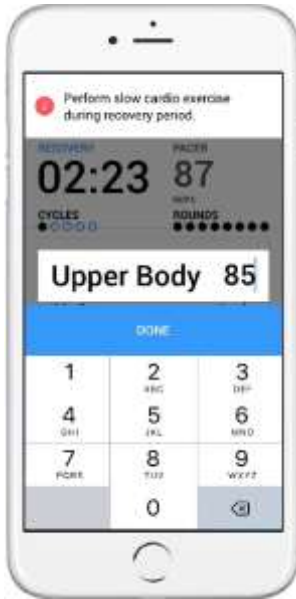 Perform slow cardio exercise
during recovery period.
RECOVERY PACER
02:23 87
CYCLES ROUNDS
Upper Body 85
DONE
1 2 3
ABC DEF
4 5 6
GHI JKL MNO
7 8 9
PQRS TUV WXYZ
0